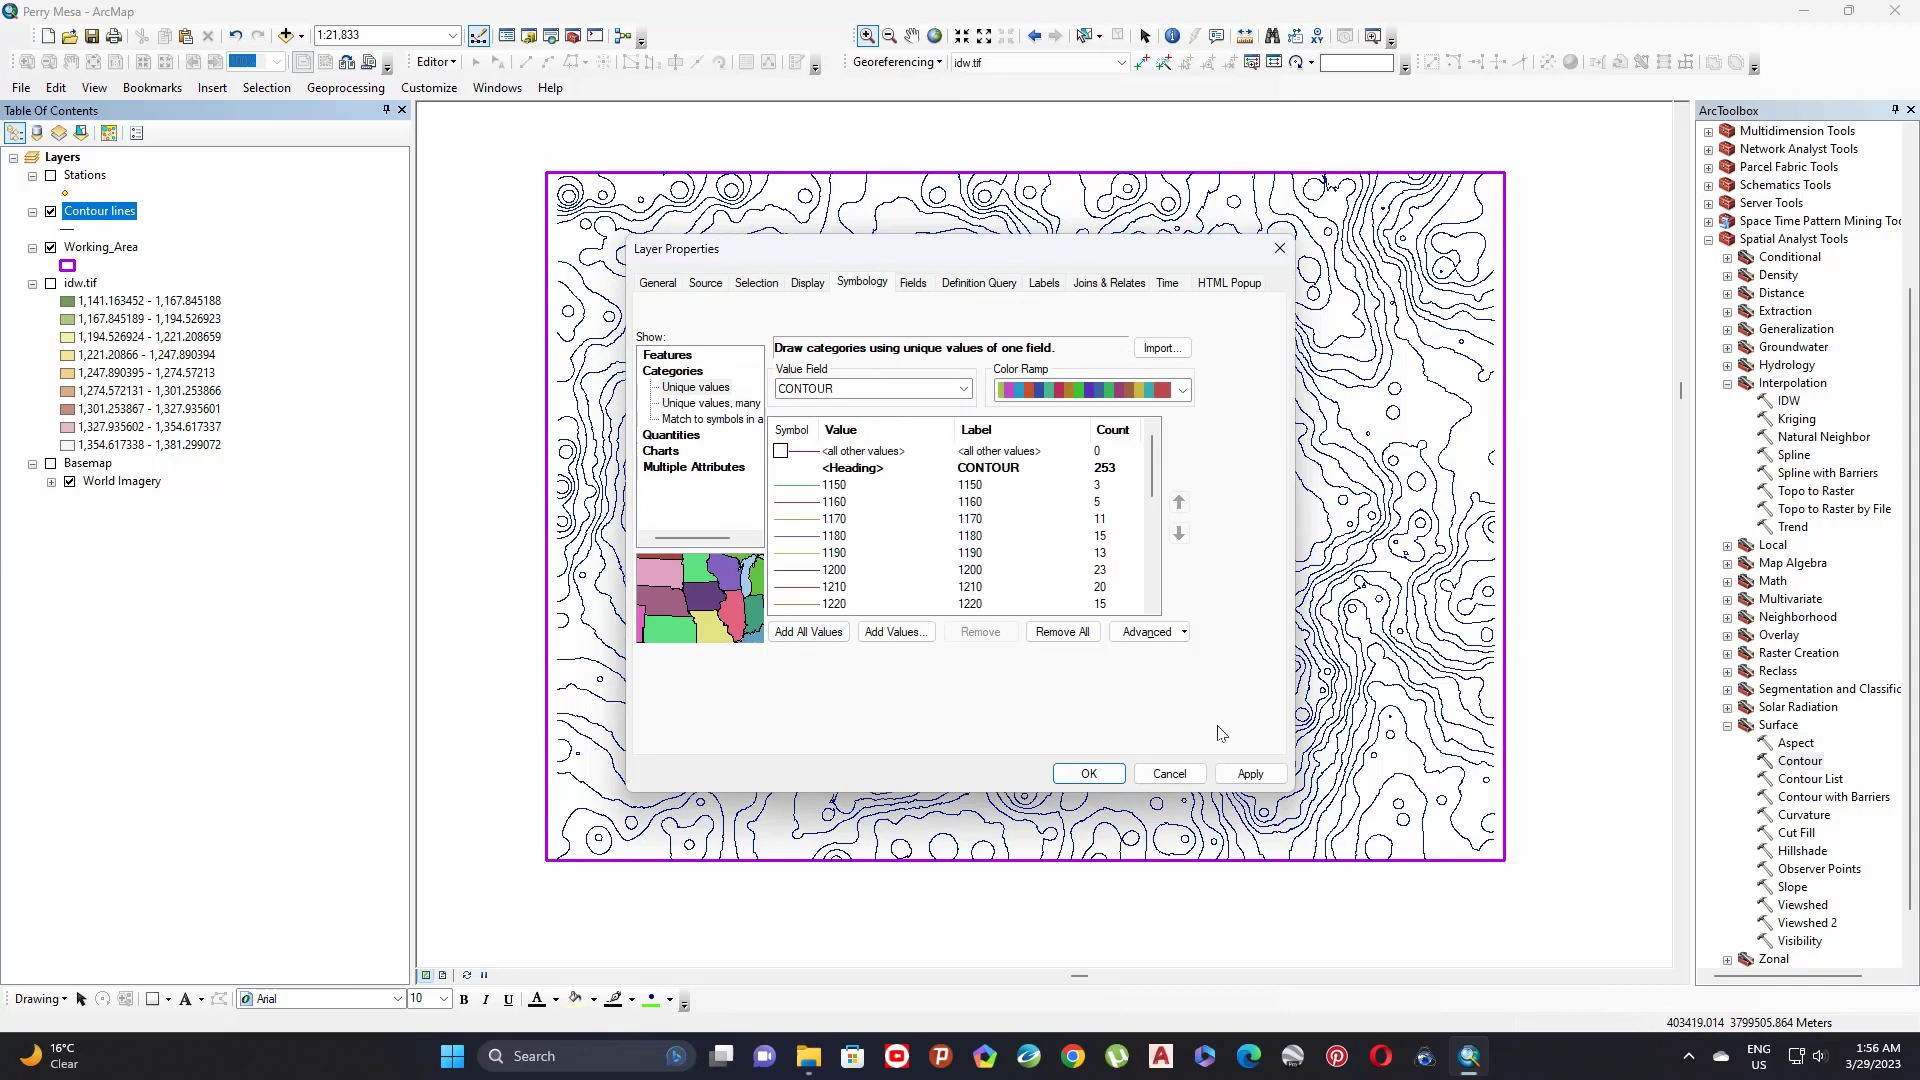 Perry Mesa - ArcMap
1:21,833
Editor
Georeferencing
idw.tif
File Edit View Bookmarks Insert Selection Geoprocessing Customize Windows Help
Table Of Contents
Layers
Stations
Contour lines
Working_Area
idw.tif
1,141.163452 - 1,167.845188
1,167.845189 - 1,194.526923
1,194.526924 - 1,221.208659
1,221.20866 - 1,247.890394
1,247.890395 - 1,274.57213
1,274.572131 - 1,301.253866
1,301.253867 - 1,327.935601
1,327.935602 - 1,354.617337
1,354.617338 - 1,381.299072
Basemap
World Imagery
Layer Properties
General Source Selection Display Symbology Fields Definition Query Labels Joins & Relates Time HTML Popup
Show:
Features
Categories
Unique values
Unique values, many
Match to symbols in a
Quantities
Charts
Multiple Attributes
Draw categories using unique values of one field.
Import...
Value Field
CONTOUR
Color Ramp
Symbol Value Label Count
<all other values> <all other values> 0
<Heading> CONTOUR 253
1150 1150 3
1160 1160 5
1170 1170 11
1180 1180 15
1190 1190 13
1200 1200 23
1210 1210 20
1220 1220 15
Add All Values Add Values... Remove Remove All Advanced
OK Cancel Apply
ArcToolbox
Multidimension Tools
Network Analyst Tools
Parcel Fabric Tools
Schematics Tools
Server Tools
Space Time Pattern Mining Too
Spatial Analyst Tools
Conditional
Density
Distance
Extraction
Generalization
Groundwater
Hydrology
Interpolation
IDW
Kriging
Natural Neighbor
Spline
Spline with Barriers
Topo to Raster
Topo to Raster by File
Trend
Local
Map Algebra
Math
Multivariate
Neighborhood
Overlay
Raster Creation
Reclass
Segmentation and Classific
Solar Radiation
Surface
Aspect
Contour
Contour List
Contour with Barriers
Curvature
Cut Fill
Hillshade
Observer Points
Slope
Viewshed
Viewshed 2
Visibility
Zonal
Drawing
A
Arial
10
B I U A
403419.014 3799505.864 Meters
16°C
Clear
Search
ENG
US
1:56 AM
3/29/2023